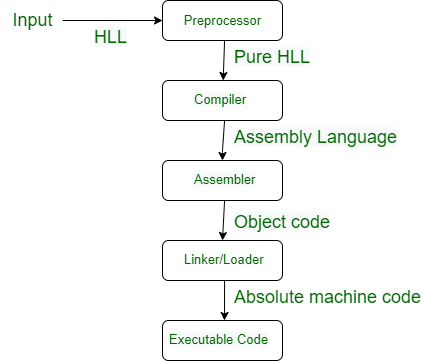 Input
HLL
Preprocessor
Pure HLL
Compiler
Assembly Language
Assembler
Object code
Linker/Loader
Absolute machine code
Executable Code